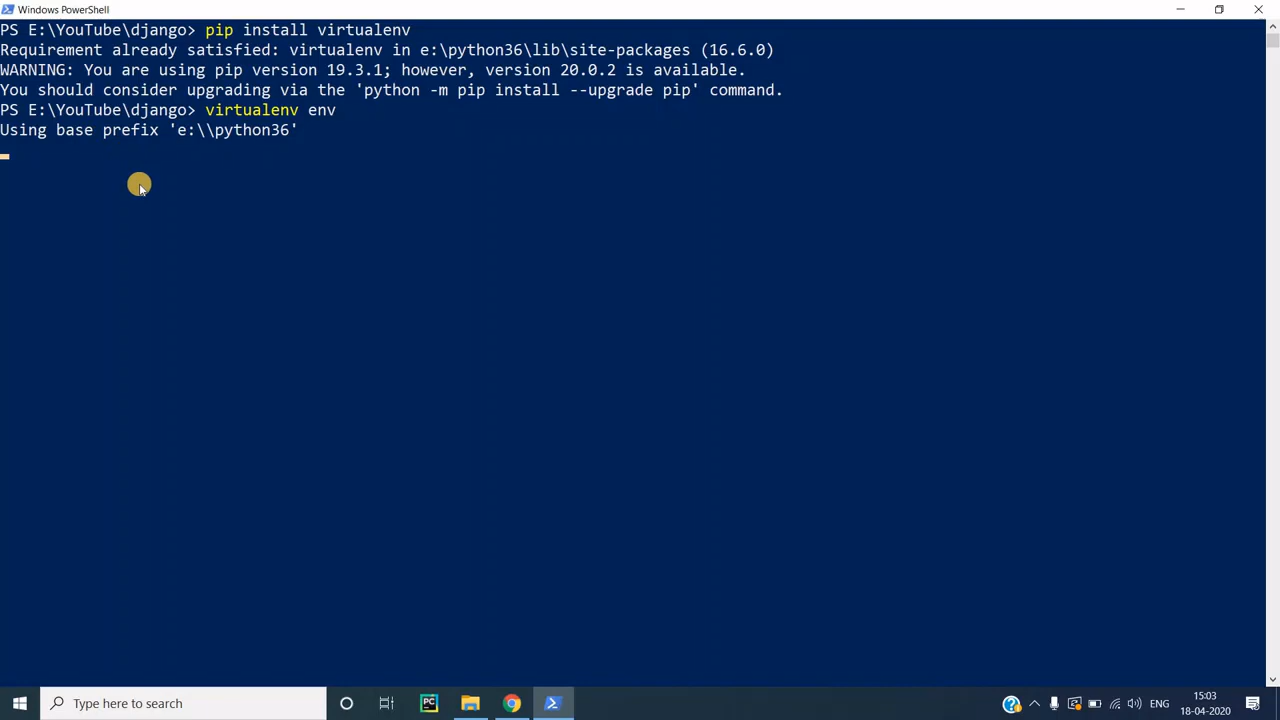 Windows PowerShell
PS E:\YouTube\django> pip install virtualenv
Requirement already satisfied: virtualenv in e:\python36\lib\site-packages (16.6.0)
WARNING: You are using pip version 19.3.1; however, version 20.0.2 is available.
You should consider upgrading via the 'python -m pip install --upgrade pip' command.
PS E:\YouTube\django> virtualenv env
Using base prefix 'e:\\python36'
Type here to search
PC
ENG
15:03
18-04-2020